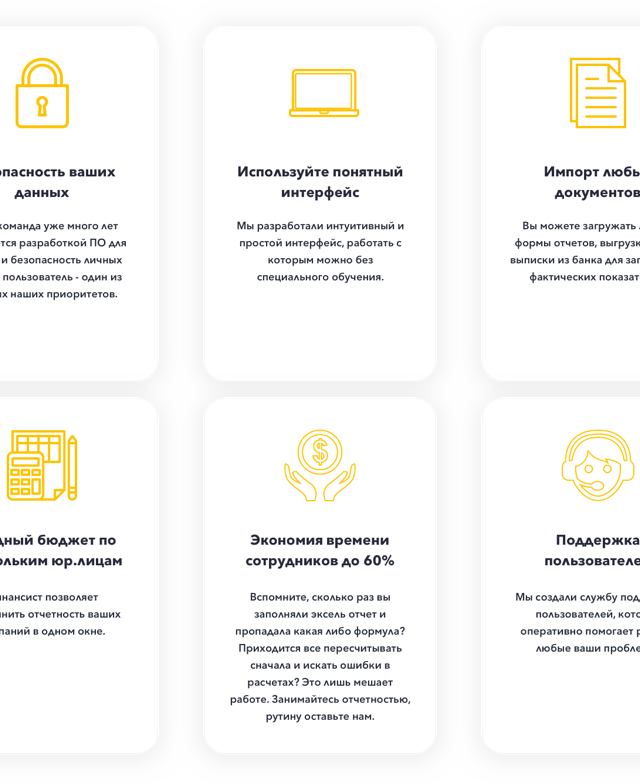 опасность ваших
данных
команда уже много лет
тся разработкой ПО для
и безопасность личных
пользователь - один из
их наших приоритетов.
Используйте понятный
интерфейс
Мы разработали интуитивный и
простой интерфейс, работать с
которым можно без
специального обучения.
Импорт любы
документов
Вы можете загружать
формы отчетов, выгрузк
выписки из банка для зап
фактических показат
дный бюджет по
ольким юр.лицам
нансист позволяет
нить отчетность ваших
паний в одном окне.
Экономия времени
сотрудников до 60%
Вспомните, сколько раз вы
заполняли эксель отчет и
пропадала какая либо формула?
Приходится все пересчитывать
сначала и искать ошибки в
расчетах? Это лишь мешает
работе. Занимайтесь отчетностью,
рутину оставьте нам.
Поддержка
пользователе
Мы создали службу под
пользователей, кото
оперативно помогает р
любые ваши пробле